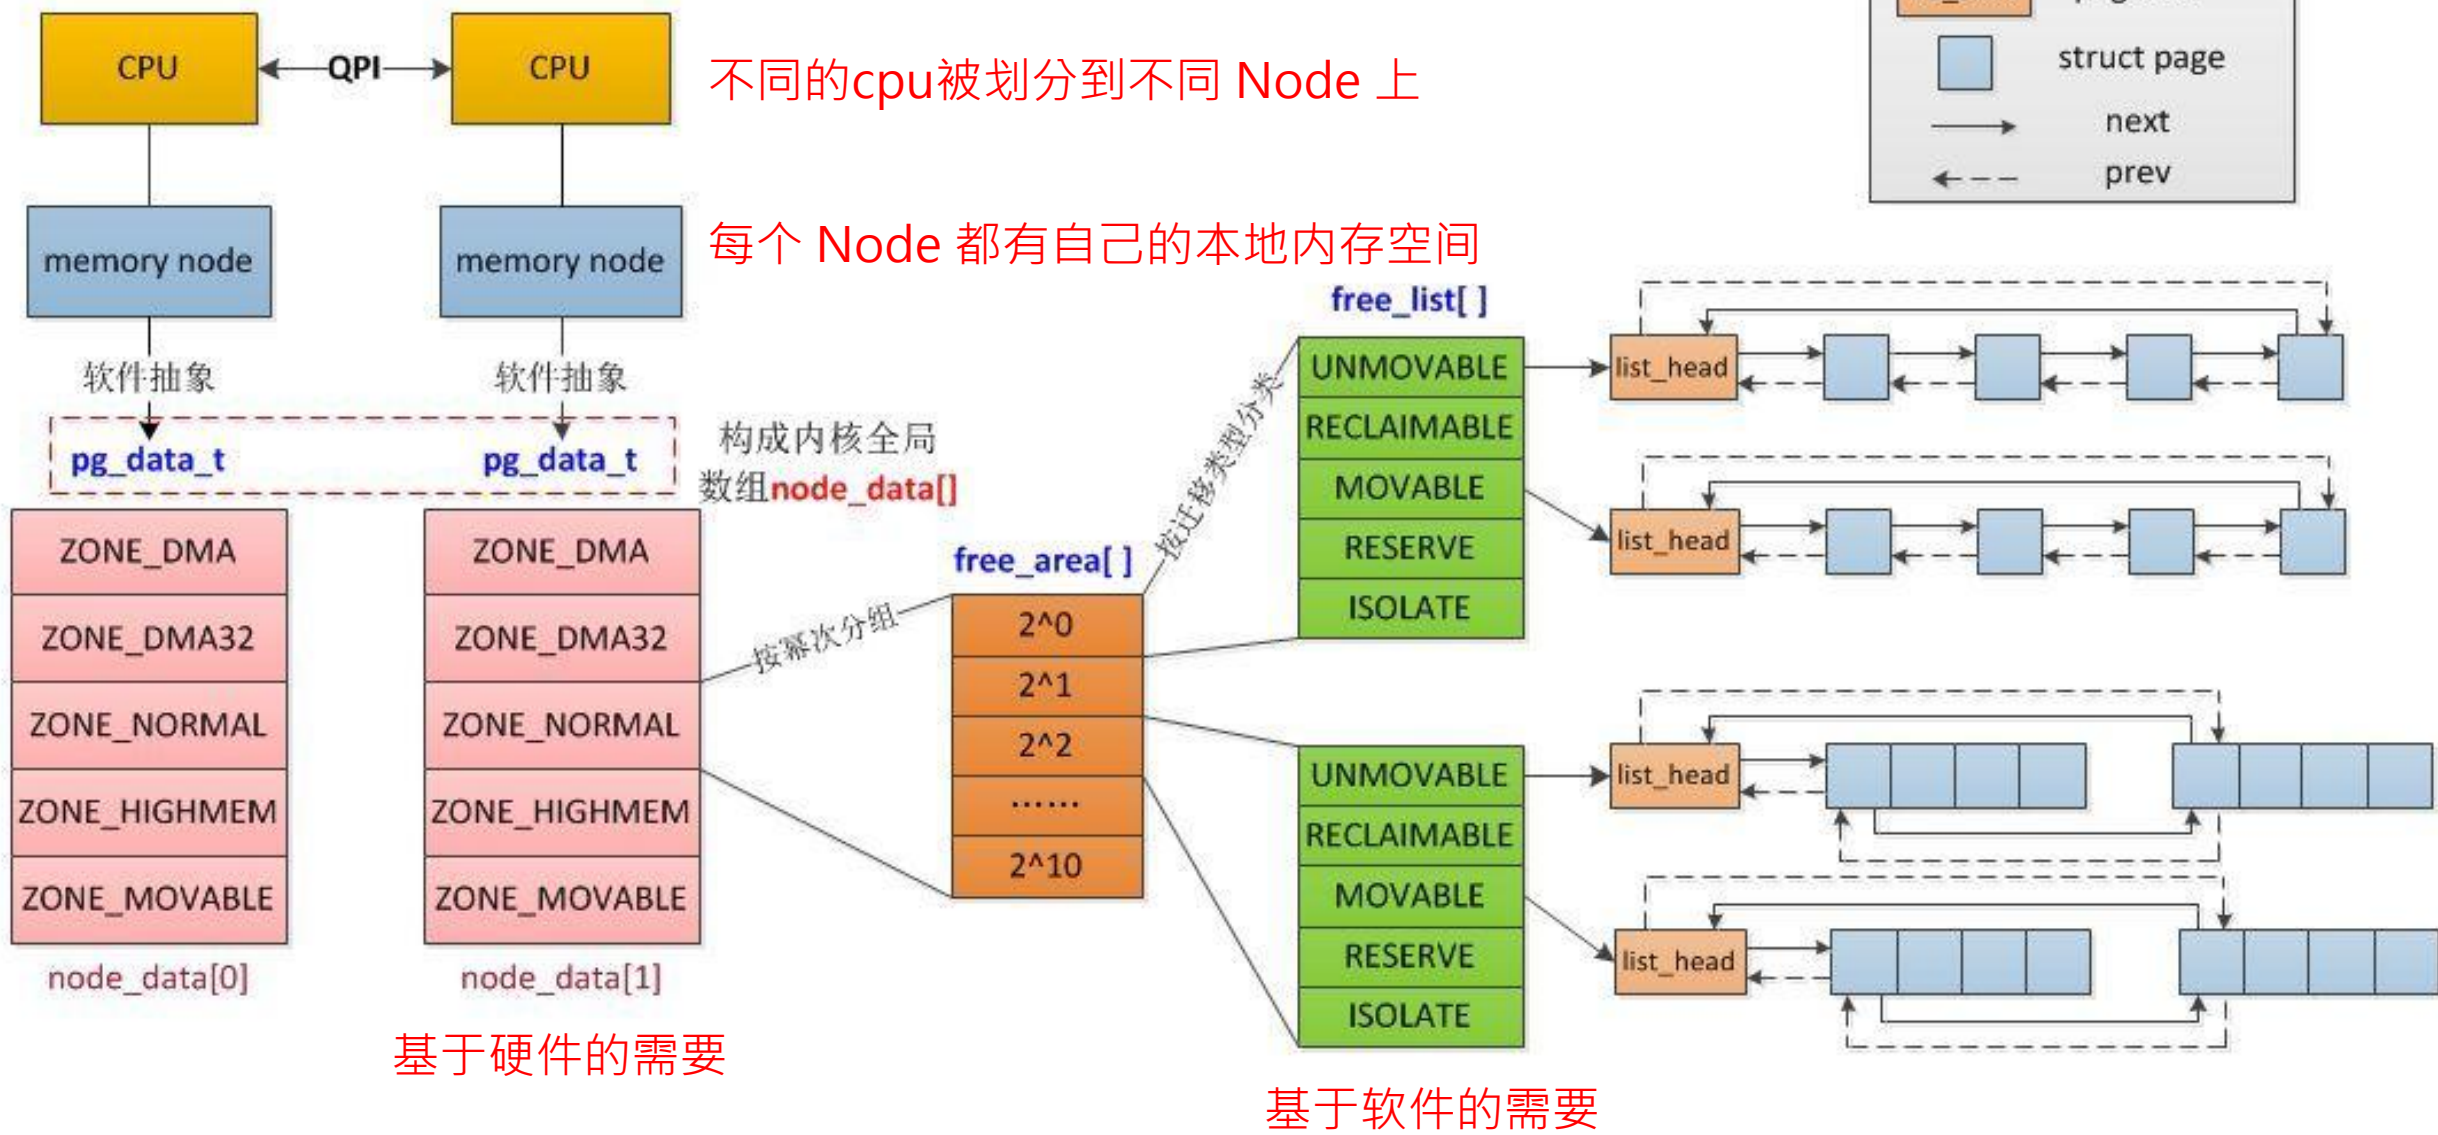 CPU
QPI
CPU
不同的cpu被划分到不同 Node 上
struct page
next
prev
memory node
memory node
每个 Node 都有自己的本地内存空间
软件抽象
软件抽象
pg_data_t
pg_data_t
构成内核全局
数组node_data[]
ZONE_DMA
ZONE_DMA32
ZONE_NORMAL
ZONE_HIGHMEM
ZONE_MOVABLE
node_data[0]
ZONE_DMA
ZONE_DMA32
ZONE_NORMAL
ZONE_HIGHMEM
ZONE_MOVABLE
node_data[1]
基于硬件的需要
按幂次分组
free_area[ ]
2^0
2^1
2^2
……
2^10
按迁移类型分类
free_list[ ]
UNMOVABLE
RECLAIMABLE
MOVABLE
RESERVE
ISOLATE
list_head
list_head
UNMOVABLE
RECLAIMABLE
MOVABLE
RESERVE
ISOLATE
list_head
list_head
基于软件的需要